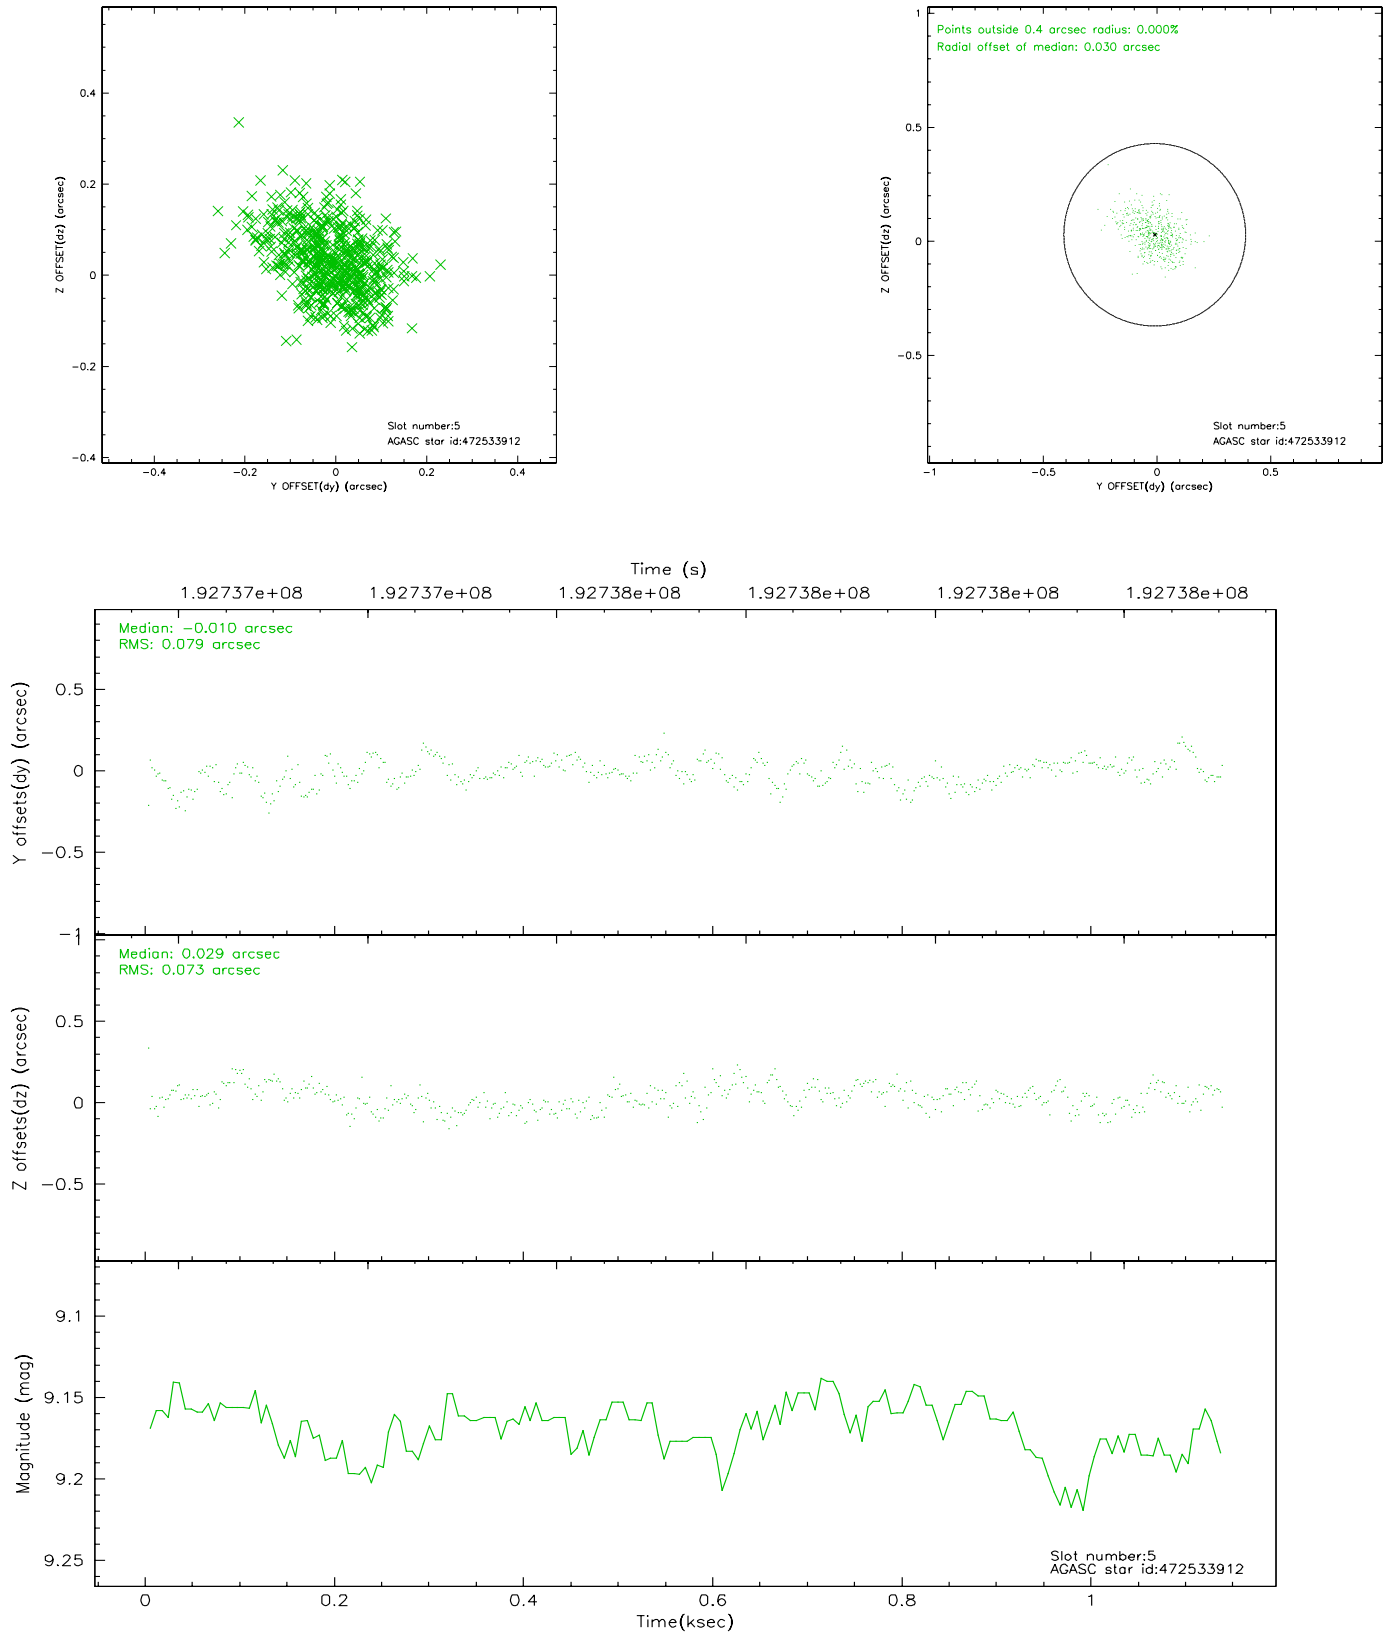 0.4
0.2
0
−0.2
−0.4
Z OFFSET(dz) (arcsec)
−0.4 −0.2 0 0.2 0.4
Y OFFSET(dy) (arcsec)
Slot number:5
AGASC star id:472533912
Points outside 0.4 arcsec radius: 0.000%
Radial offset of median: 0.030 arcsec
1
0.5
0
−0.5
Z OFFSET(dz) (arcsec)
−1 −0.5 0 0.5
Y OFFSET(dy) (arcsec)
Slot number:5
AGASC star id:472533912
Time (s)
1.92737e+08 1.92737e+08 1.92738e+08 1.92738e+08 1.92738e+08 1.92738e+08
Median: −0.010 arcsec
RMS: 0.079 arcsec
0.5
0
−0.5
−1
Y offsets(dy) (arcsec)
Median: 0.029 arcsec
RMS: 0.073 arcsec
1
0.5
0
−0.5
Z offsets(dz) (arcsec)
9.1
9.15
9.2
9.25
Magnitude (mag)
Slot number:5
AGASC star id:472533912
0 0.2 0.4 0.6 0.8 1
Time(ksec)